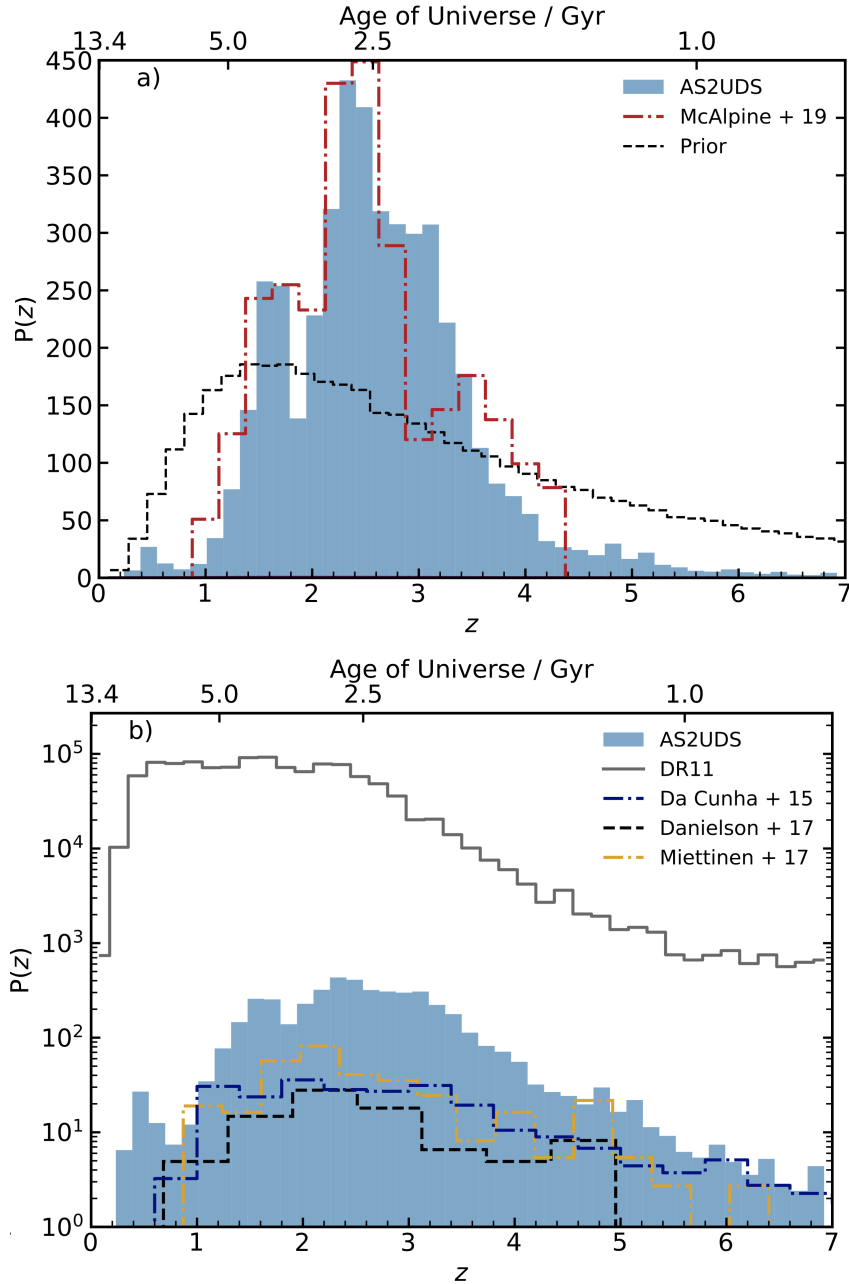 Age of Universe / Gyr
13.4 5.0 2.5 1.0
a)
AS2UDS
McAlpine + 19
Prior
450
400
350
300
250
200
150
100
50
0
P(z)
0 1 2 3 4 5 6 7
z
Age of Universe / Gyr
13.4 5.0 2.5 1.0
b)
AS2UDS
DR11
Da Cunha + 15
Danielson + 17
Miettinen + 17
10⁵
10⁴
10³
10²
10¹
10⁰
P(z)
0 1 2 3 4 5 6 7
z